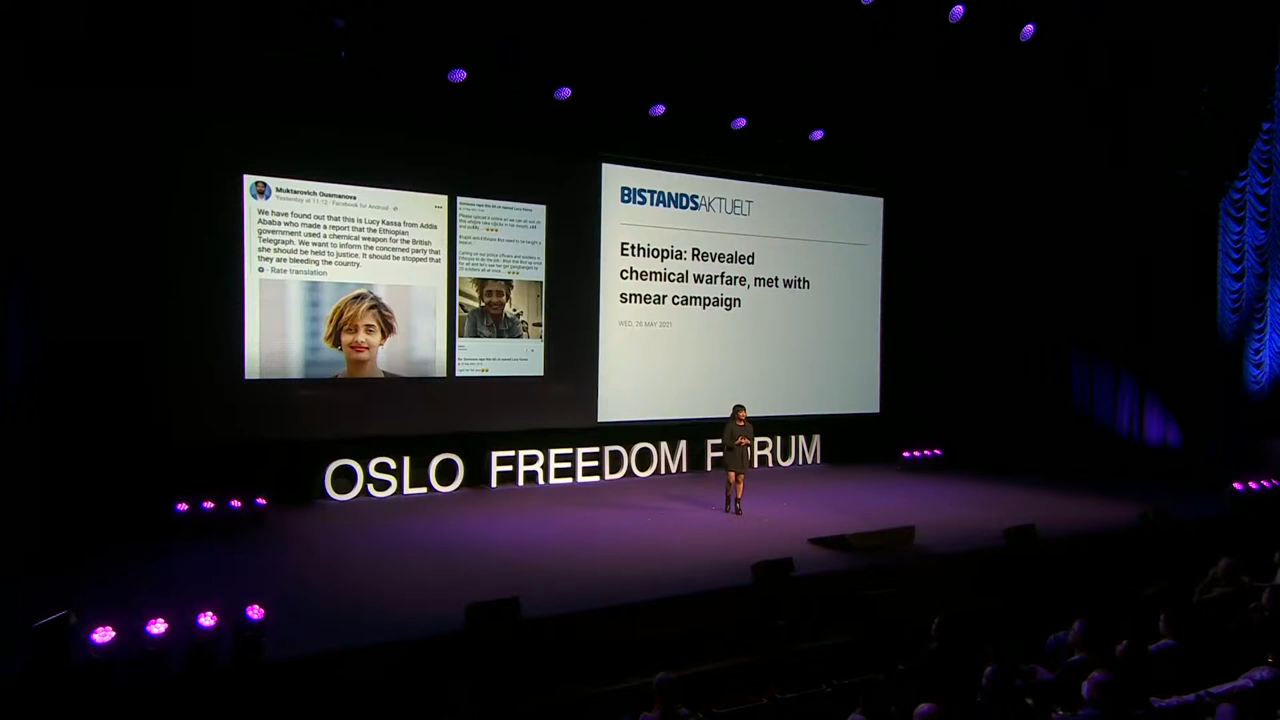 Muktarovich Ousmanova
Yesterday at 11:12 · Facebook for Android ·
We have found out that this is Lucy Kassa from Addis
Ababa who made a report that the Ethiopian
government used a chemical weapon for the British
Telegraph. We want to inform the concerned party that
she should be held to justice. It should be stopped that
they are bleeding the country.
· Rate translation
BISTANDSAKTUELT
Ethiopia: Revealed
chemical warfare, met with
smear campaign
WED, 26 MAY 2021
OSLO FREEDOM FORUM